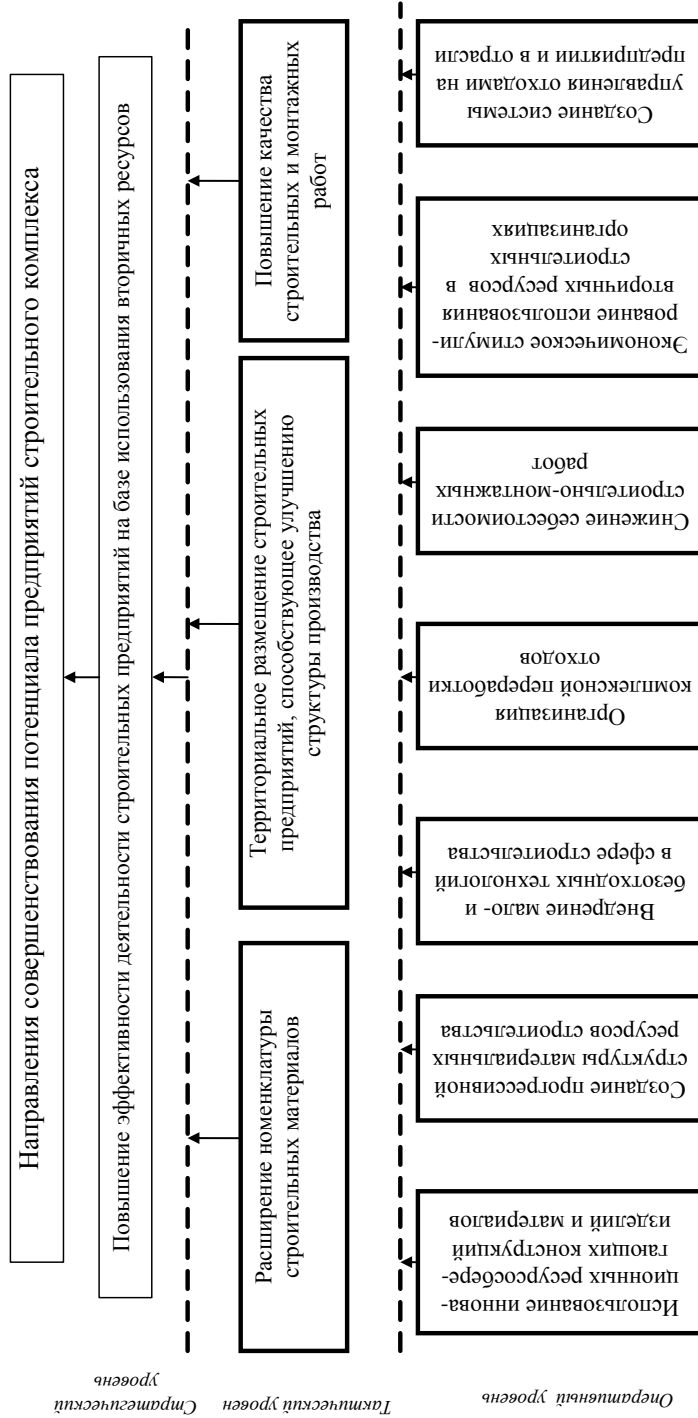 Направления совершенствования потенциала предприятий строительного комплекса
Стратегический
уровень
Повышение эффективности деятельности строительных предприятий на базе использования вторичных ресурсов
Тактический уровень
Расширение номенклатуры
строительных материалов
Территориальное размещение строительных
предприятий, способствующее улучшению
структуры производства
Повышение качества
строительных и монтажных
работ
Оперативный уровень
Использование иннова-
ционных ресурсосбере-
гающих конструкций
изделий и материалов
Создание прогрессивной
структуры материальных
ресурсов строительства
Внедрение мало- и
безотходных технологий
в сфере строительства
Организация
комплексной переработки
отходов
Снижение себестоимости
строительно-монтажных
работ
Экономическое стимули-
рование использования
вторичных ресурсов в
строительных
организациях
Создание системы
управления отходами на
предприятии и в отрасли